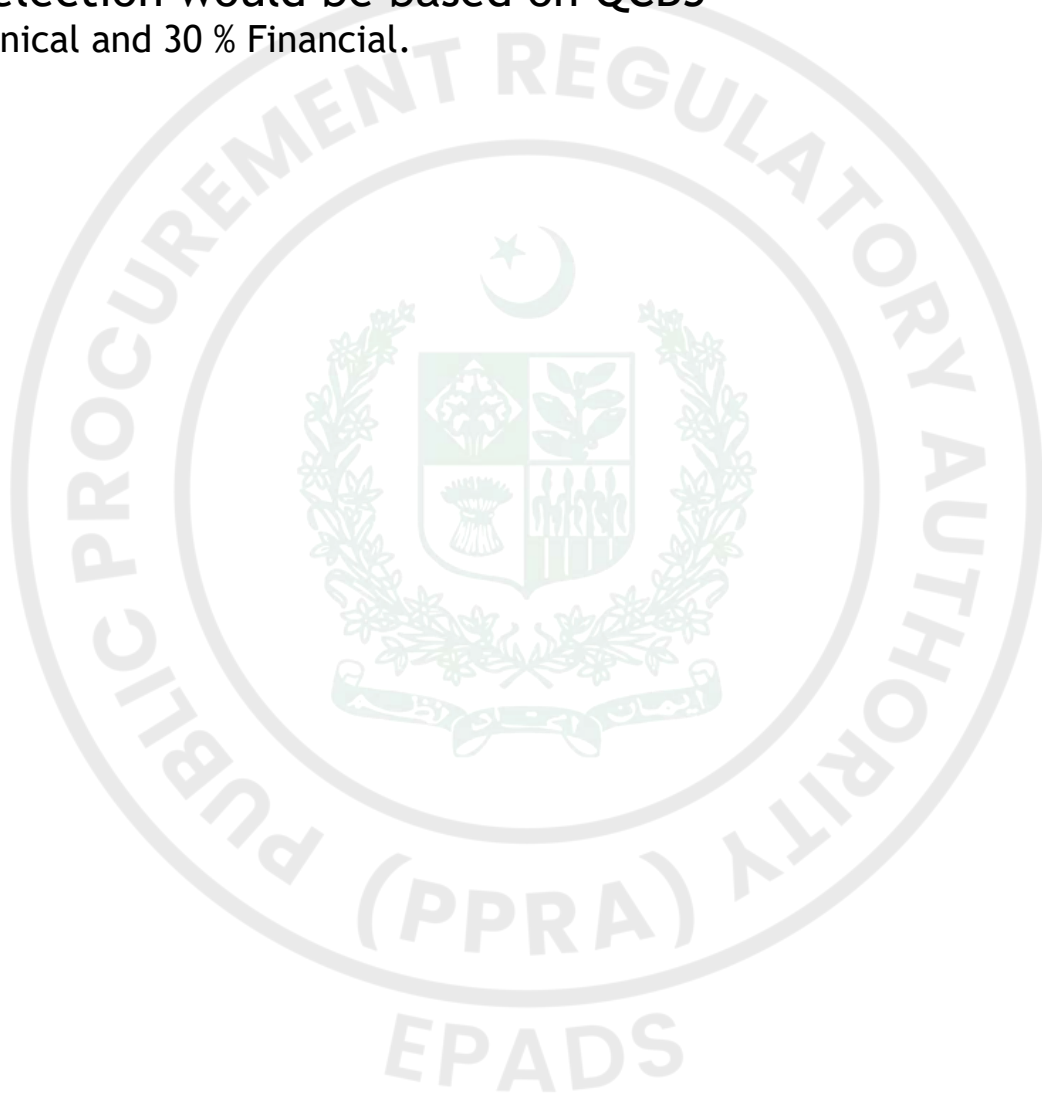 election would be based on QCBS
nical and 30 % Financial.
PUBLIC PROCUREMENT REGULATORY AUTHORITY
(PPRA)
EPADS